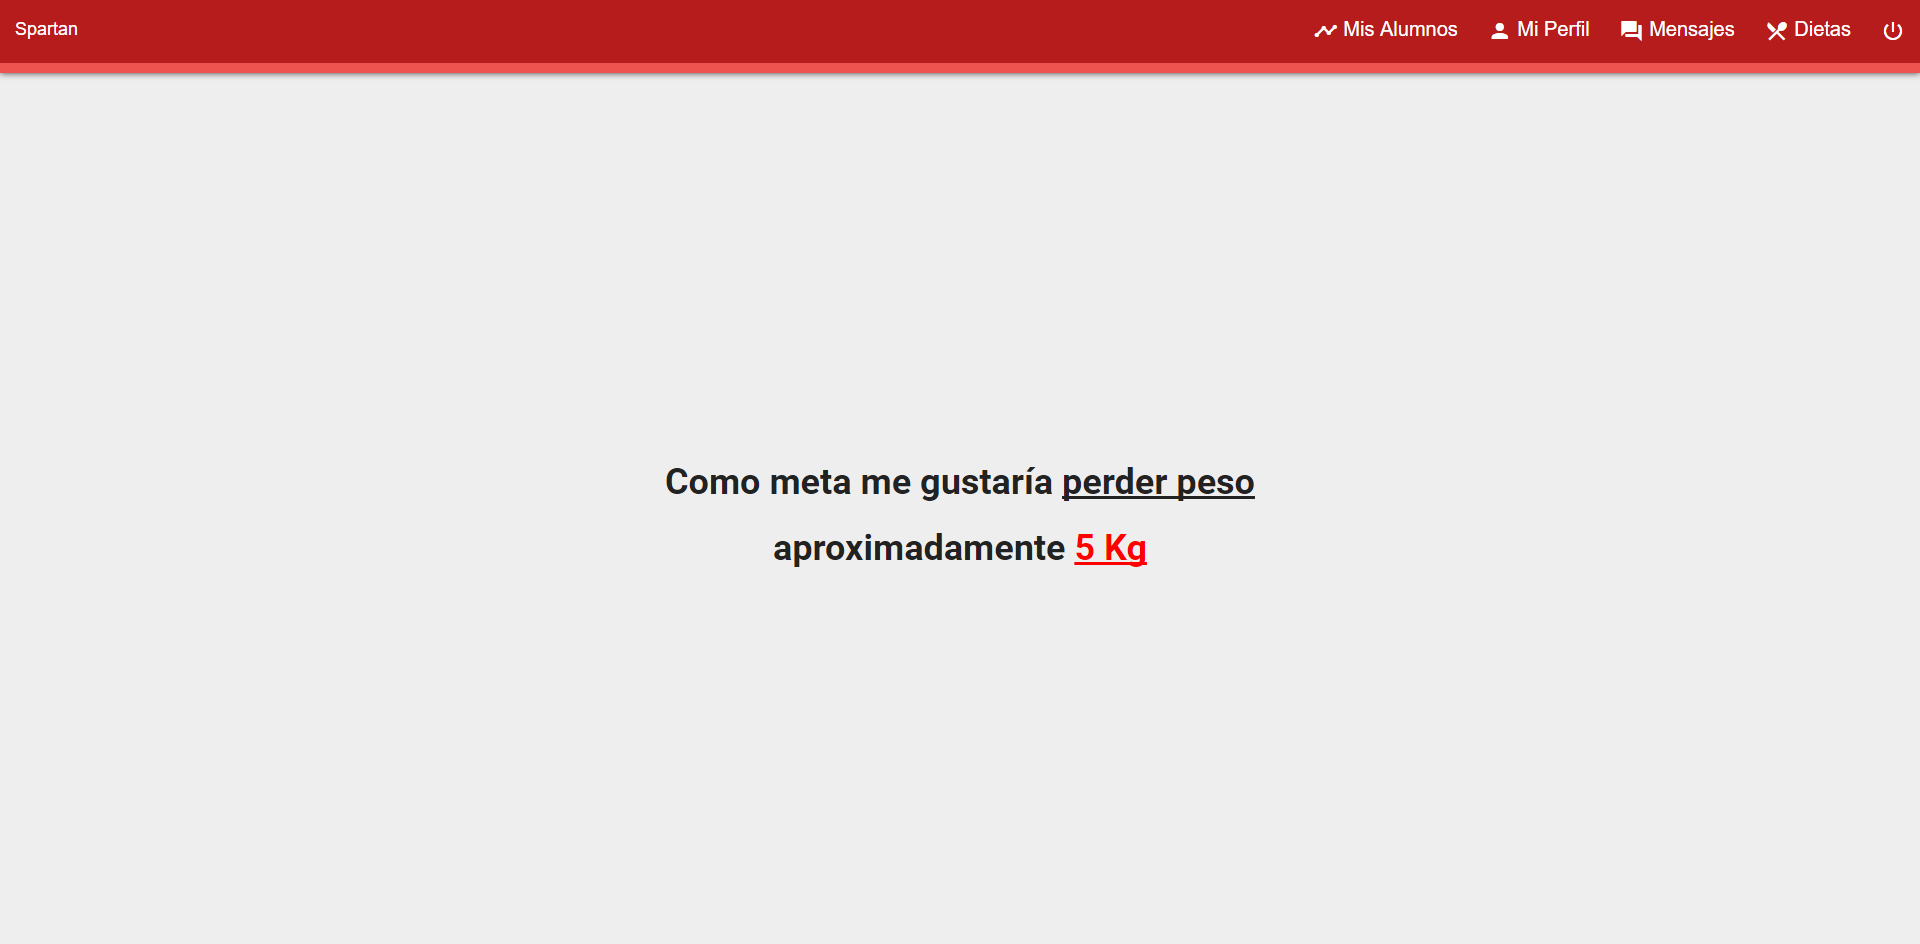 Spartan
Mis Alumnos
Mi Perfil
Mensajes
Dietas
Como meta me gustaría perder peso
aproximadamente 5 Kg